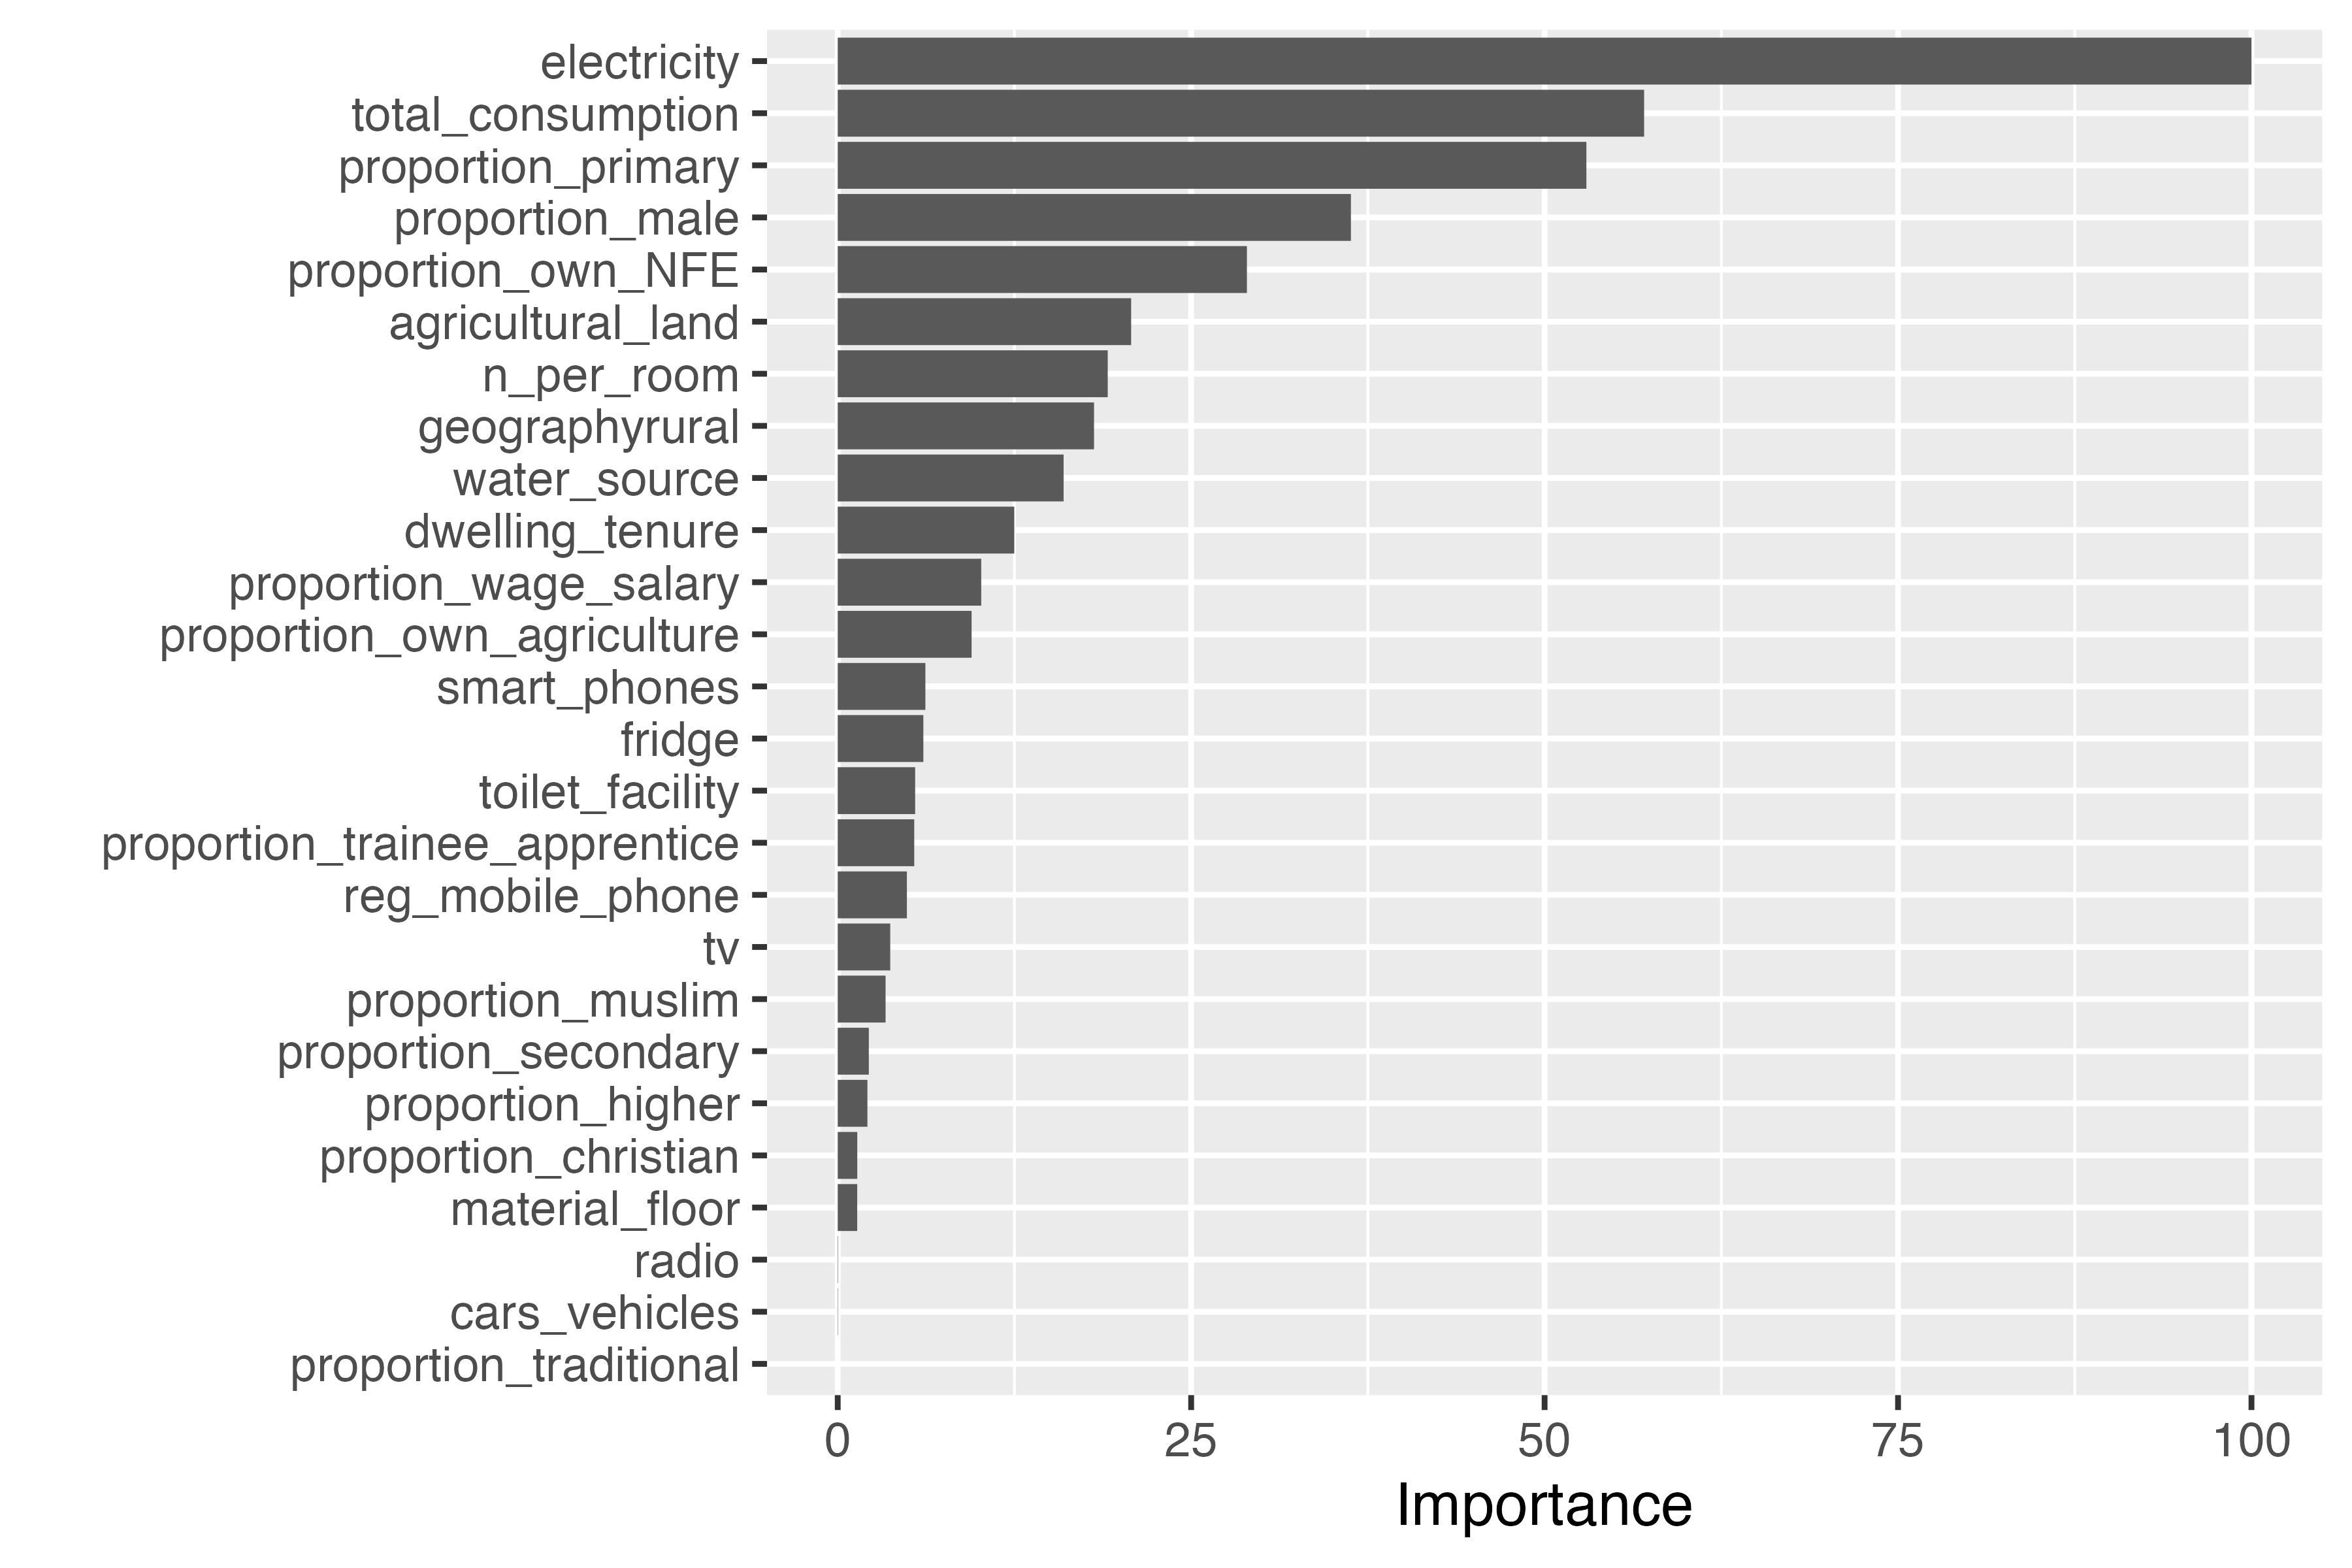 electricity
total_consumption
proportion_primary
proportion_male
proportion_own_NFE
agricultural_land
n_per_room
geographyrural
water_source
dwelling_tenure
proportion_wage_salary
proportion_own_agriculture
smart_phones
fridge
toilet_facility
proportion_trainee_apprentice
reg_mobile_phone
tv
proportion_muslim
proportion_secondary
proportion_higher
proportion_christian
material_floor
radio
cars_vehicles
proportion_traditional
0 25 50 75 100
Importance